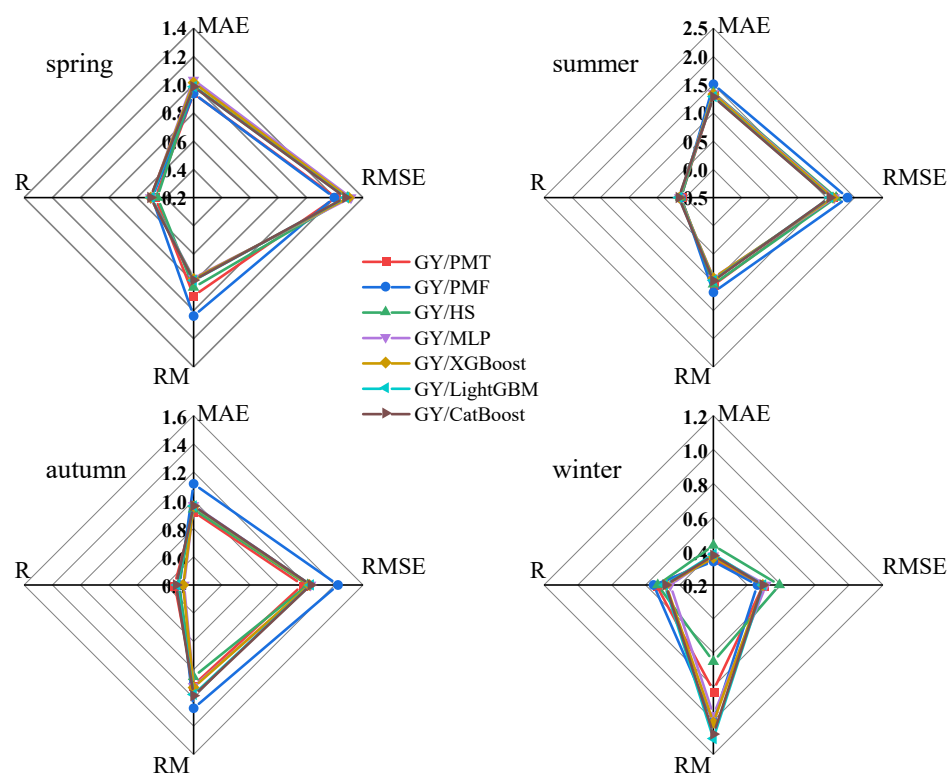 1.4
MAE
1.2
spring
1.0
0.8
0.6
0.4
R
0.2
RMSE
RM
2.5
MAE
2.0
summer
1.5
1.0
0.5
0.0
R
0.5
RMSE
RM
GY/PMT
GY/PMF
GY/HS
GY/MLP
GY/XGBoost
GY/LightGBM
GY/CatBoost
1.6
MAE
1.4
autumn
1.2
1.0
0.8
0.6
R
RMSE
RM
1.2
MAE
1.0
winter
0.8
0.6
0.4
R
0.2
RMSE
RM